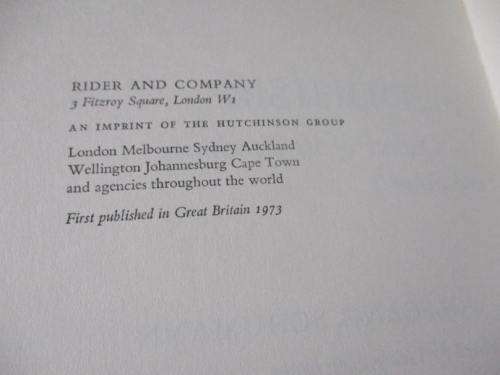 RIDER AND COMPANY
3 Fitzroy Square, London W1
AN IMPRINT OF THE HUTCHINSON GROUP
London Melbourne Sydney Auckland
Wellington Johannesburg Cape Town
and agencies throughout the world
First published in Great Britain 1973